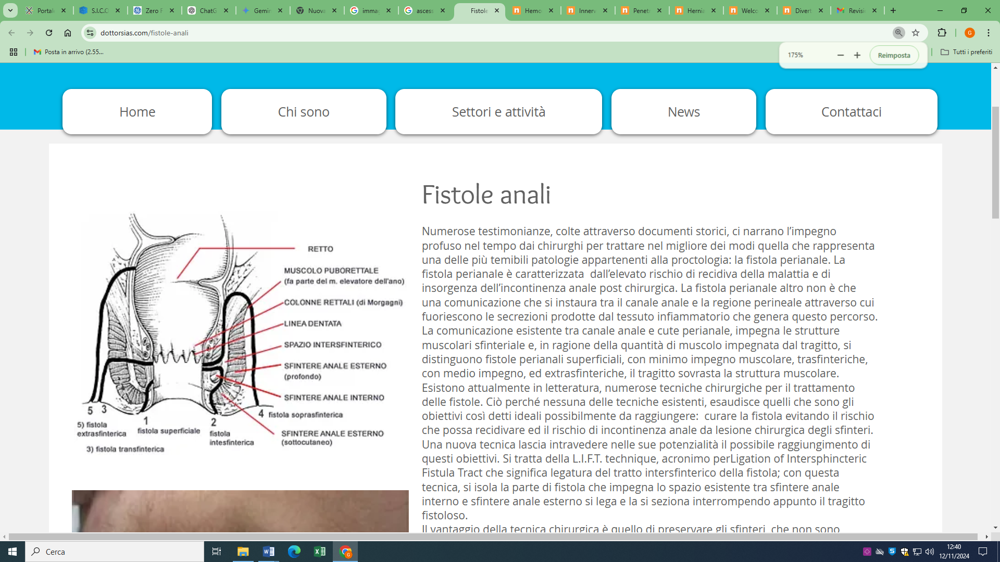 Portale
S.I.C.O
Zero F
ChatG
Gemin
Nuova
imma
ascess
Fistole
Hemo
Innerv
Penet
Hernia
Welco
Divert
Revisi
dottorsias.com/fistole-anali
Posta in arrivo (2.55...
175%
Reimposta
Tutti i preferiti
Home
Chi sono
Settori e attività
News
Contattaci
RETTO
MUSCOLO PUBORETTALE
(fa parte del m. elevatore dell'ano)
COLONNE RETTALI (di Morgagni)
LINEA DENTATA
SPAZIO INTERSFINTERICO
SFINTERE ANALE ESTERNO
(profondo)
SFINTERE ANALE INTERNO
5 3
1
2
4 fistola soprasfinterica
5) fistola
extrasfinterica
fistola superficiale
fistola
intesfinterica
SFINTERE ANALE ESTERNO
(sottocutaneo)
3) fistola transfinterica
Fistole anali
Numerose testimonianze, colte attraverso documenti storici, ci narrano l’impegno
profuso nel tempo dai chirurghi per trattare nel migliore dei modi quella che rappresenta
una delle più temibili patologie appartenenti alla proctologia: la fistola perianale. La
fistola perianale è caratterizzata  dall’elevato rischio di recidiva della malattia e di
insorgenza dell’incontinenza anale post chirurgica. La fistola perianale altro non è che
una comunicazione che si instaura tra il canale anale e la regione perineale attraverso cui
fuoriescono le secrezioni prodotte dal tessuto infiammatorio che genera questo percorso.
La comunicazione esistente tra canale anale e cute perianale, impegna le strutture
muscolari sfinteriale e, in ragione della quantità di muscolo impegnata dal tragitto, si
distinguono fistole perianali superficiali, con minimo impegno muscolare, trasfinteriche,
con medio impegno, ed extrasfinteriche, il tragitto sovrasta la struttura muscolare.
Esistono attualmente in letteratura, numerose tecniche chirurgiche per il trattamento
delle fistole. Ciò perché nessuna delle tecniche esistenti, esaudisce quelli che sono gli
obiettivi così detti ideali possibilmente da raggiungere:  curare la fistola evitando il rischio
che possa recidivare ed il rischio di incontinenza anale da lesione chirurgica degli sfinteri.
Una nuova tecnica lascia intravedere nelle sue potenzialità il possibile raggiungimento di
questi obiettivi. Si tratta della L.I.F.T. technique, acronimo perLigation of Intersphincteric
Fistula Tract che significa legatura del tratto intersfinterico della fistola; con questa
tecnica, si isola la parte di fistola che impegna lo spazio esistente tra sfintere anale
interno e sfintere anale esterno si lega e la si seziona interrompendo appunto il tragitto
fistoloso.
Il vantaggio della tecnica chirurgica è quello di preservare gli sfinteri, che non sono
Cerca
12:40
12/11/2024